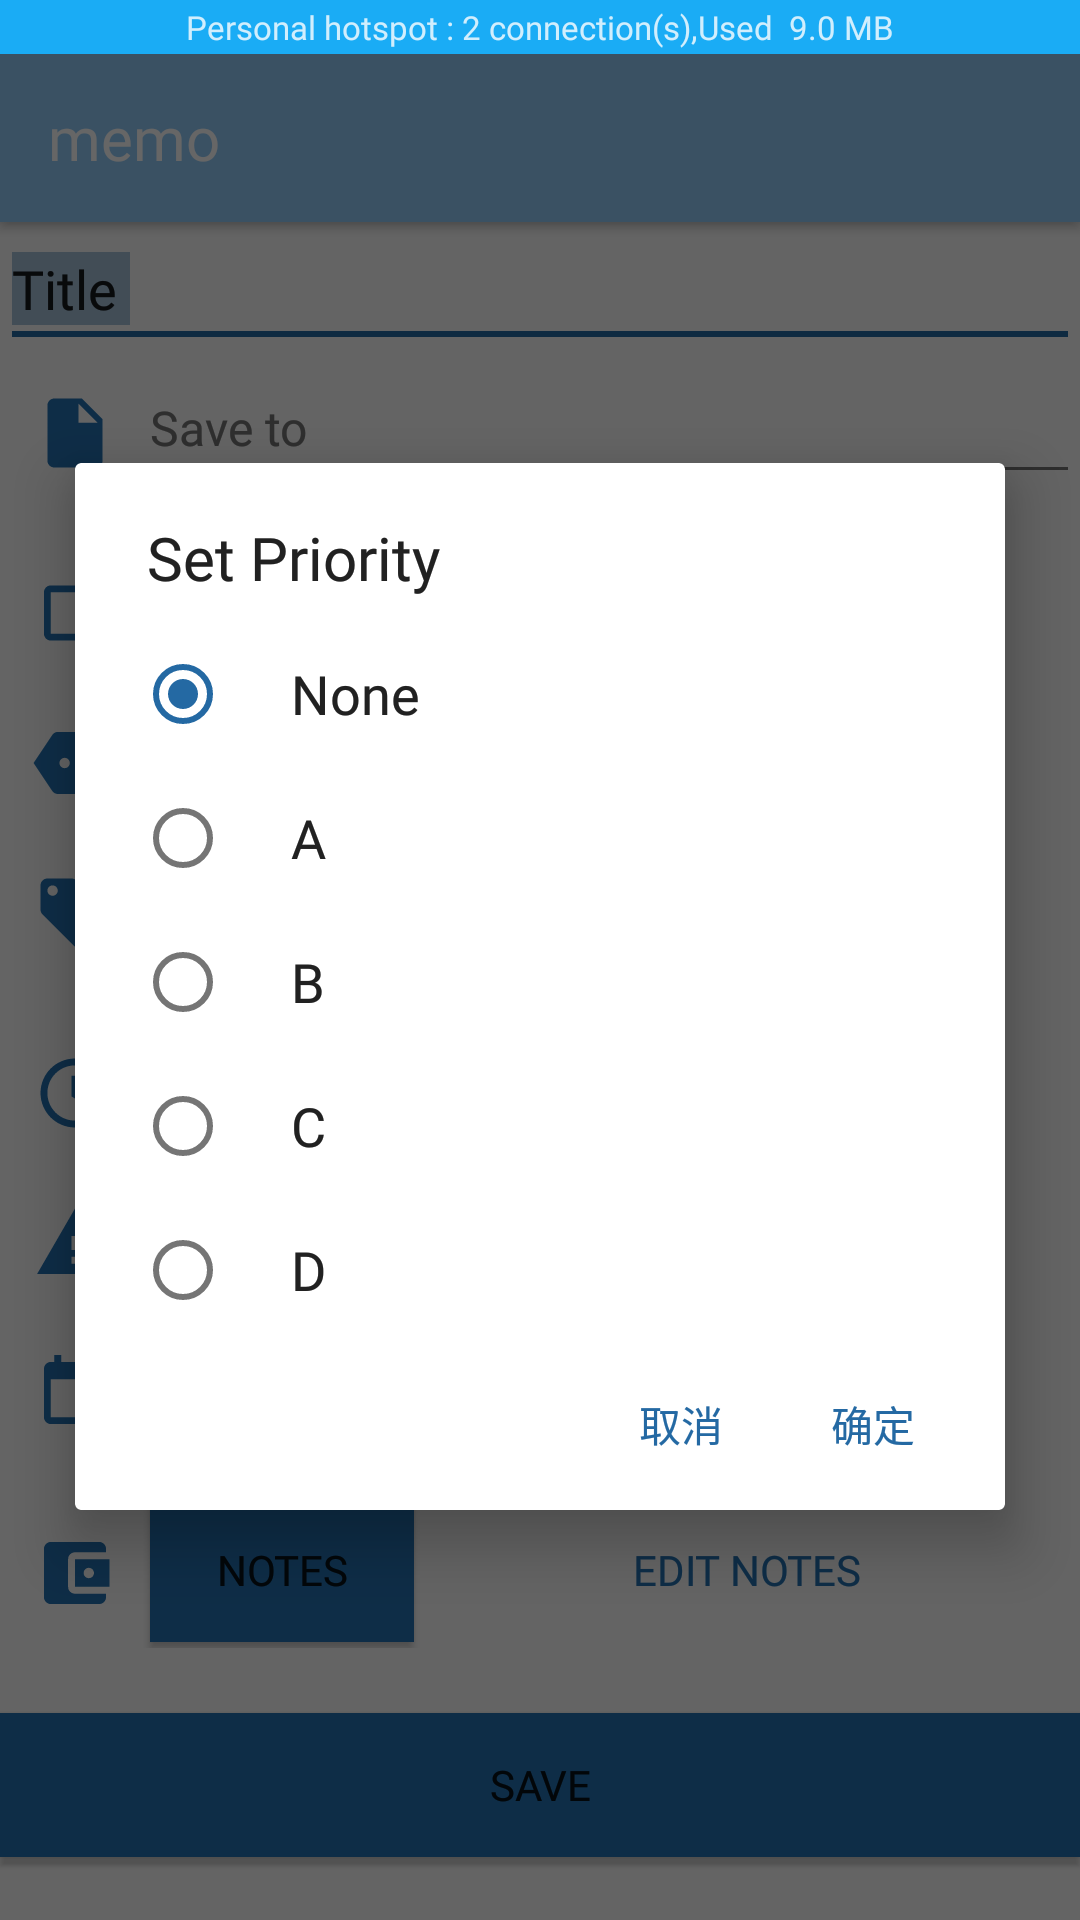 Personal hotspot : 2 connection(s),Used  9.0 MB
memo
Title
Save to
Set Priority
None
A
B
C
D
取消 确定
NOTES EDIT NOTES
SAVE